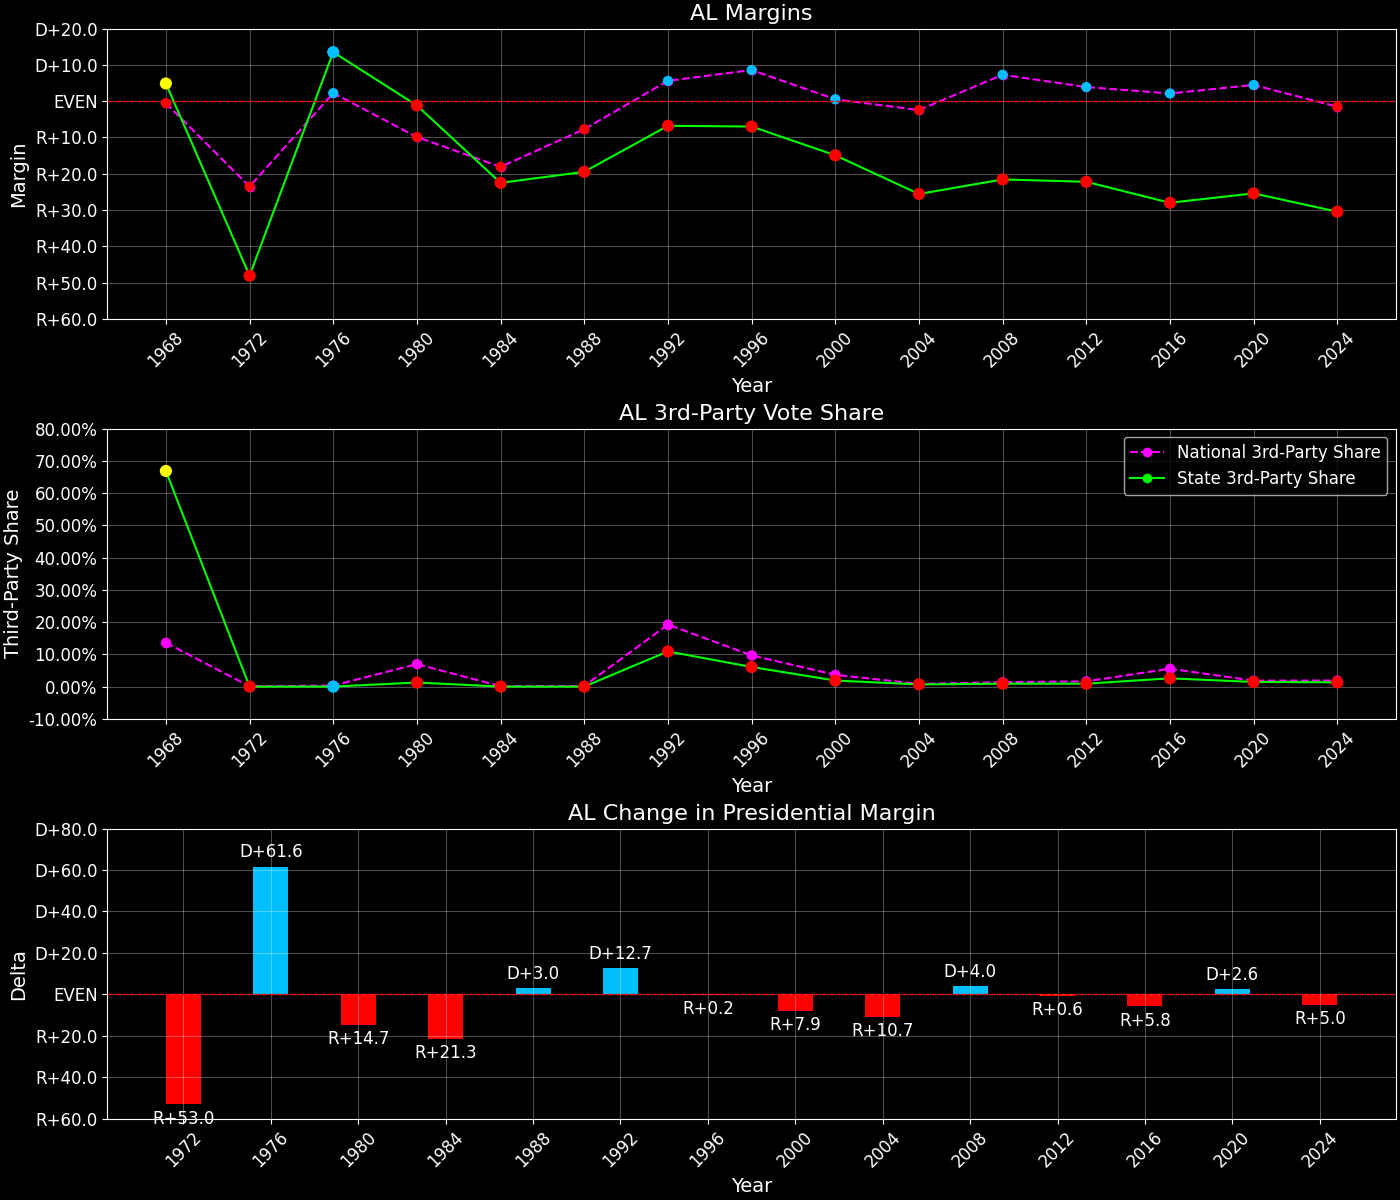 AL Margins
D+20.0
D+10.0
EVEN
R+10.0
R+20.0
R+30.0
R+40.0
R+50.0
R+60.0
Margin
1968 1972 1976 1980 1984 1988 1992 1996 2000 2004 2008 2012 2016 2020 2024
Year
AL 3rd-Party Vote Share
80.00%
70.00%
60.00%
50.00%
40.00%
30.00%
20.00%
10.00%
0.00%
-10.00%
Third-Party Share
National 3rd-Party Share
State 3rd-Party Share
1968 1972 1976 1980 1984 1988 1992 1996 2000 2004 2008 2012 2016 2020 2024
Year
AL Change in Presidential Margin
D+80.0
D+60.0
D+40.0
D+20.0
EVEN
R+20.0
R+40.0
R+60.0
Delta
R+53.0
D+61.6
R+14.7
R+21.3
D+3.0
D+12.7
R+0.2
R+7.9
R+10.7
D+4.0
R+0.6
R+5.8
D+2.6
R+5.0
1972 1976 1980 1984 1988 1992 1996 2000 2004 2008 2012 2016 2020 2024
Year